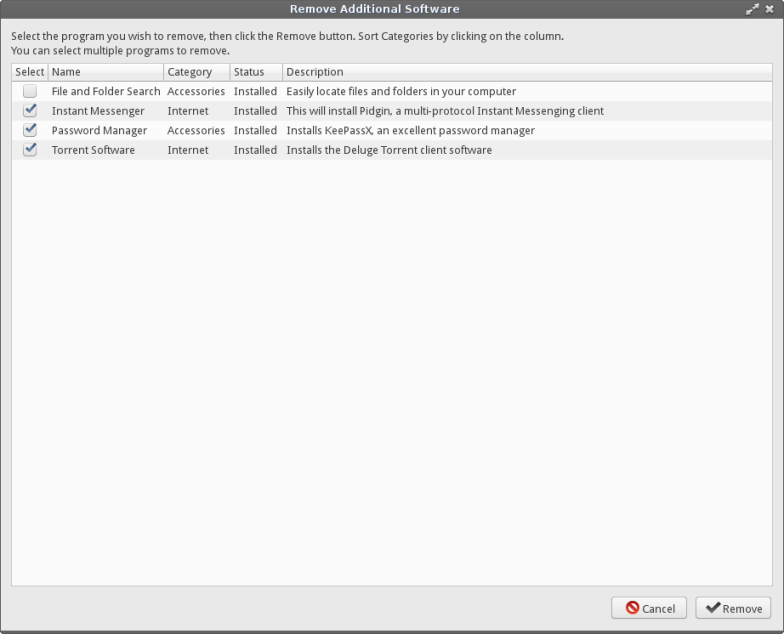 Remove Additional Software
Select the program you wish to remove, then click the Remove button. Sort Categories by clicking on the column.
You can select multiple programs to remove.
Select Name Category Status Description
File and Folder Search Accessories Installed Easily locate files and folders in your computer
Instant Messenger Internet Installed This will install Pidgin, a multi-protocol Instant Messenging client
Password Manager Accessories Installed Installs KeePassX, an excellent password manager
Torrent Software Internet Installed Installs the Deluge Torrent client software
Cancel Remove